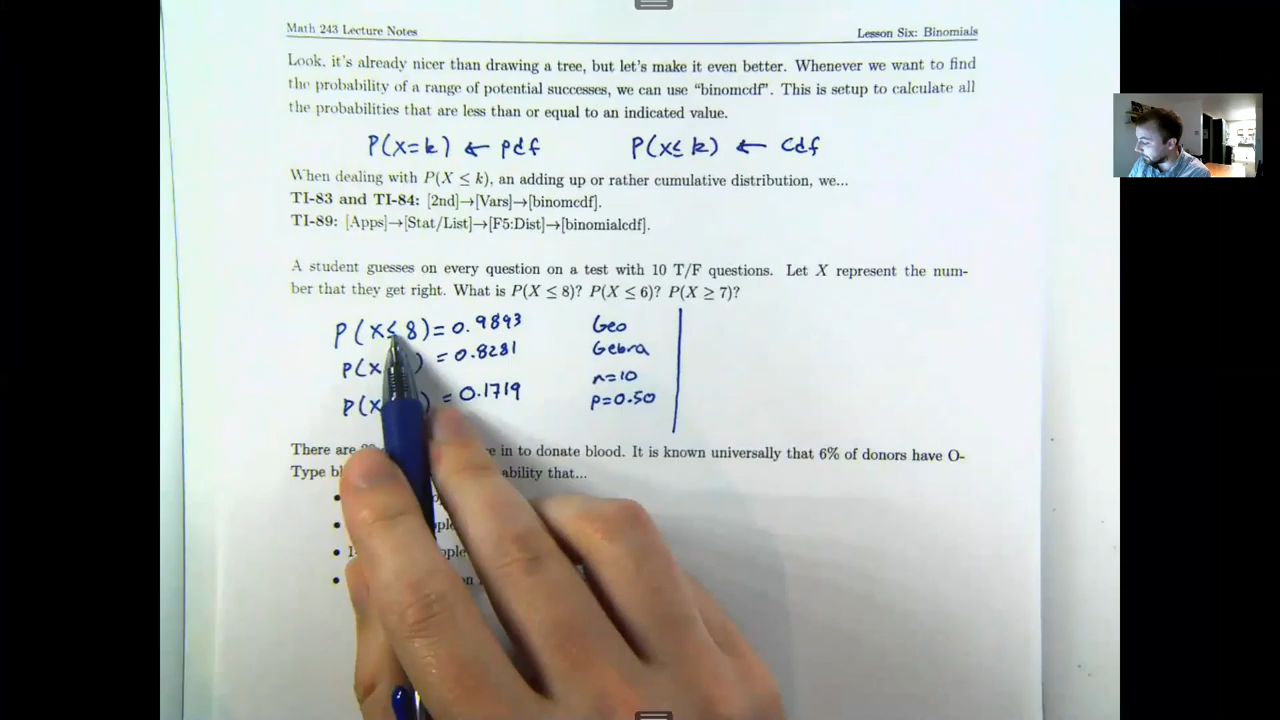 Math 243 Lecture Notes
Lesson Six: Binomials
Look, it's already nicer than drawing a tree, but let's make it even better. Whenever we want to find
the probability of a range of potential successes, we can use "binomcdf". This is setup to calculate all
the probabilities that are less than or equal to an indicated value.
P(X=k) ← pdf
P(X≤k) ← Cdf
When dealing with P(X ≤ k), an adding up or rather cumulative distribution, we...
TI-83 and TI-84: [2nd]→[Vars]→[binomcdf].
TI-89: [Apps]→[Stat/List]→[F5:Dist]→[binomialcdf].
A student guesses on every question on a test with 10 T/F questions. Let X represent the num-
ber that they get right. What is P(X ≤ 8)? P(X ≤ 6)? P(X ≥ 7)?
P(X≤8)=0.9893
P(X ) =0.8281
P(X ) =0.1719
Geo
Gebra
n=10
p=0.50
There are in to donate blood. It is known universally that 6% of donors have O-
Type ability that...